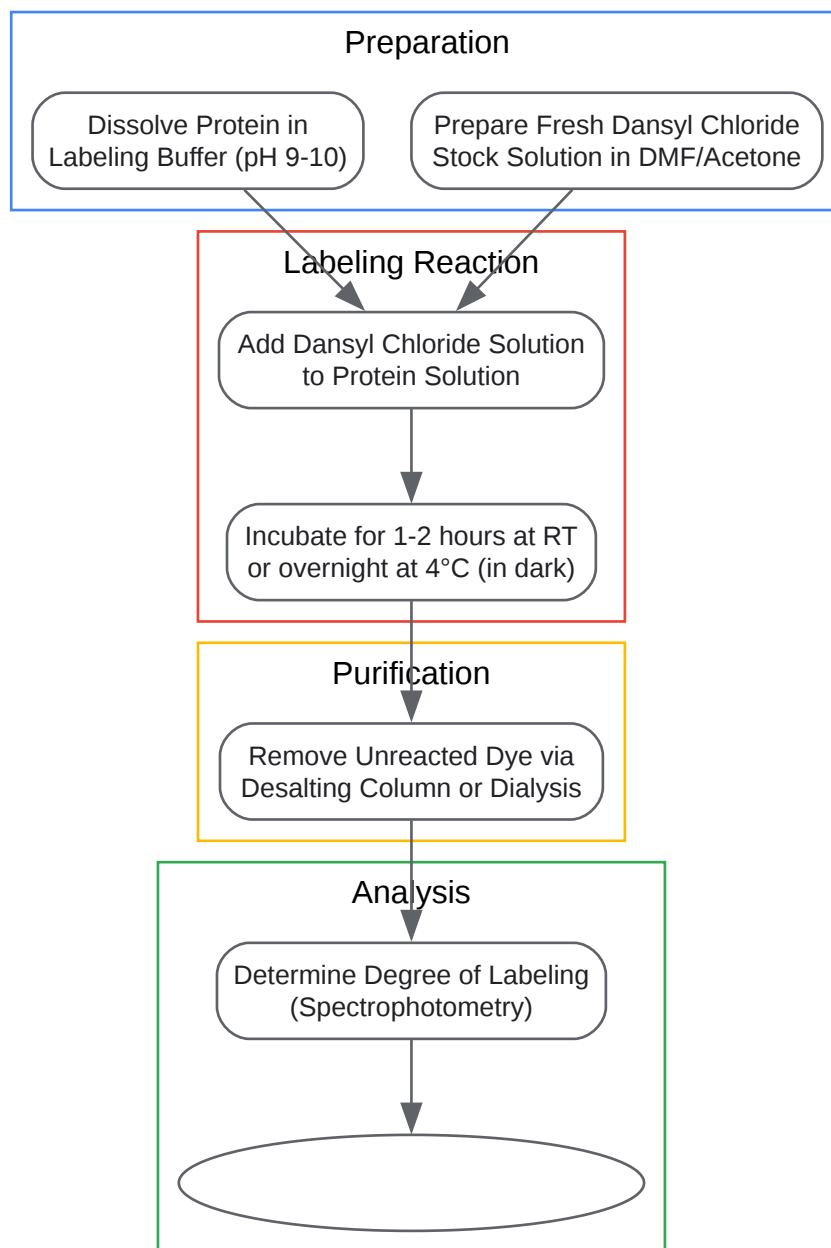 Preparation
Dissolve Protein in
Labeling Buffer (pH 9-10)
Prepare Fresh Dansyl Chloride
Stock Solution in DMF/Acetone
Labeling Reaction
Add Dansyl Chloride Solution
to Protein Solution
Incubate for 1-2 hours at RT
or overnight at 4°C (in dark)
Purification
Remove Unreacted Dye via
Desalting Column or Dialysis
Analysis
Determine Degree of Labeling
(Spectrophotometry)